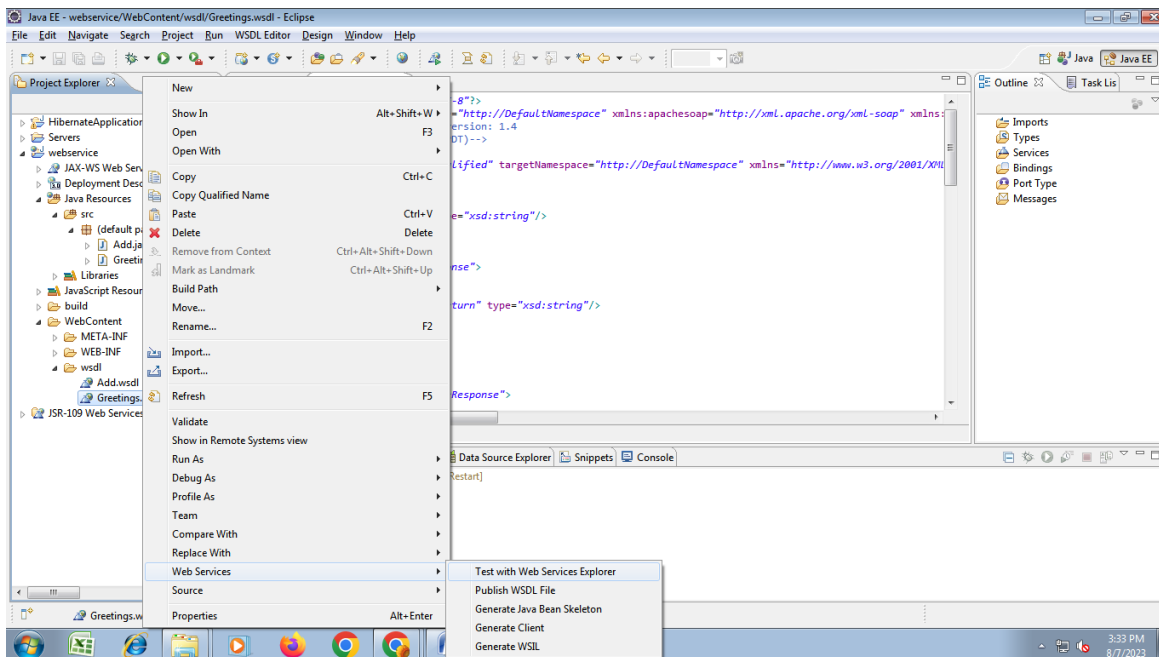 Java EE - webservice/WebContent/wsdl/Greetings.wsdl - Eclipse
File Edit Navigate Search Project Run WSDL Editor Design Window Help
Java Java EE
Project Explorer
HibernateApplication
Servers
webservice
JAX-WS Web Ser
Deployment Desc
Java Resources
src
(default pa
Add.ja
Greetin
Libraries
JavaScript Resour
build
WebContent
META-INF
WEB-INF
wsdl
Add.wsdl
Greetings.
JSR-109 Web Services
New
Show In Alt+Shift+W
Open F3
Open With
Copy Ctrl+C
Copy Qualified Name
Paste Ctrl+V
Delete Delete
Remove from Context Ctrl+Alt+Shift+Down
Mark as Landmark Ctrl+Alt+Shift+Up
Build Path
Move...
Rename... F2
Import...
Export...
Refresh F5
Validate
Show in Remote Systems view
Run As
Debug As
Profile As
Team
Compare With
Replace With
Web Services
Source
Properties Alt+Enter
Test with Web Services Explorer
Publish WSDL File
Generate Java Bean Skeleton
Generate Client
Generate WSIL
-8"?>
="http://DefaultNamespace" xmlns:apachesoap="http://xml.apache.org/xml-soap" xmlns:
ersion: 1.4
DT)-->
lified" targetNamespace="http://DefaultNamespace" xmlns="http://www.w3.org/2001/XML
e="xsd:string"/>
nse">
turn" type="xsd:string"/>
Response">
Data Source Explorer Snippets Console
Restart]
Outline Task Lis
Imports
Types
Services
Bindings
Port Type
Messages
Greetings.w
3:33 PM
8/7/2023